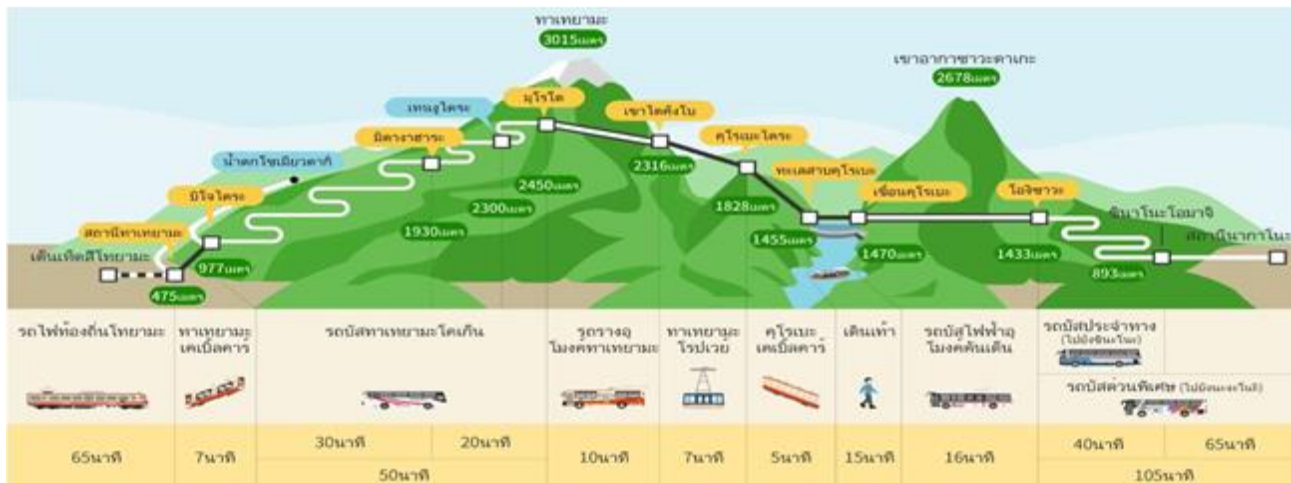 ทาเทยามะ
3015เมตร
เขาอากาซาวะดาเกะ
2678เมตร
เทนงูไดระ
มุโรโด
เขาไดคังโบ
มิดางาฮาระ
คุโรเบะไดระ
น้ำตกโชเมียวดากิ
2316เมตร
ทะเลสาบคุโรเบะ
บิโจไดระ
2450เมตร
เขื่อนคุโรเบะ
โอกิซาวะ
2300เมตร
1828เมตร
ชินาโนะโอมาจิ
สถานีทาเทยามะ
1930เมตร
1455เมตร
สถานีนากาโนะ
เด็นเท็ตสึโทยามะ
977เมตร
1470เมตร
1433เมตร
893เมตร
475เมตร
รถไฟท้องถิ่นโทยามะ
ทาเทยามะ
เคเบิ้ลคาร์
รถบัสทาเทยามะโคเก็น
รถรางอุ
โมงค์ทาเทยามะ
ทาเทยามะ
โรปเวย์
คุโรเบะ
เคเบิ้ลคาร์
เดินเท้า
รถบัสไฟฟ้าอุ
โมงค์คันเด็น
รถบัสประจำทาง
(ไปยังชินะโนะ)
รถบัสด่วนพิเศษ
65นาที
7นาที
30นาที
20นาที
50นาที
10นาที
7นาที
5นาที
15นาที
16นาที
40นาที
65นาที
105นาที